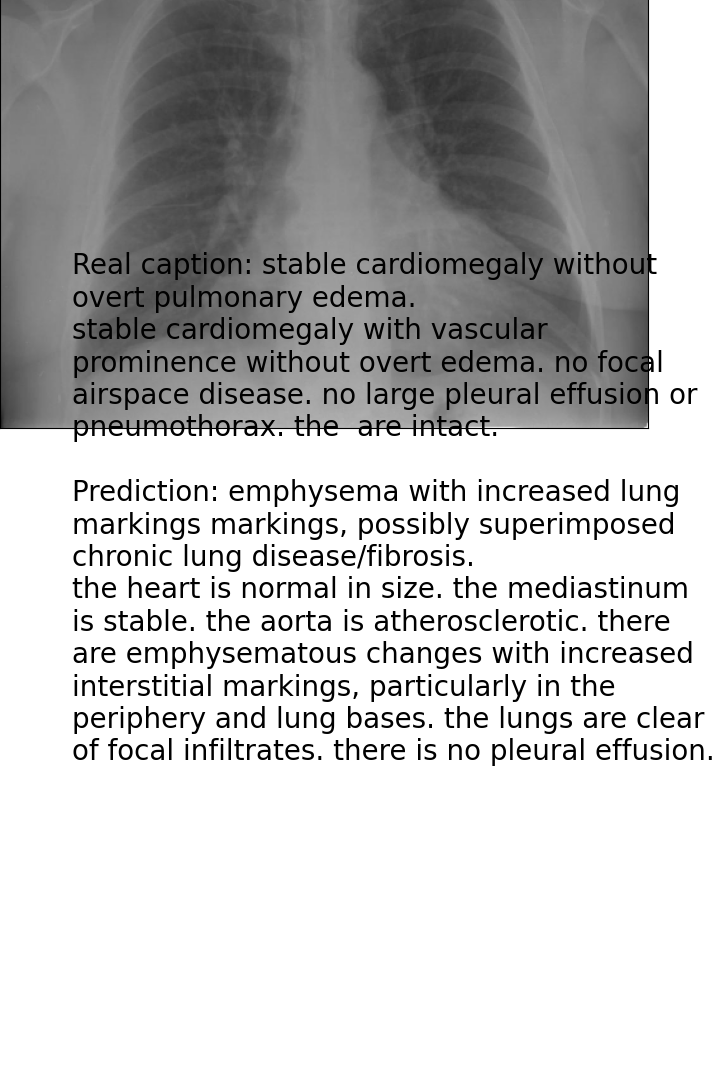 Real caption: stable cardiomegaly without
overt pulmonary edema.
stable cardiomegaly with vascular
prominence without overt edema. no focal
airspace disease. no large pleural effusion or
pneumothorax. the  are intact.
Prediction: emphysema with increased lung
markings markings, possibly superimposed
chronic lung disease/fibrosis.
the heart is normal in size. the mediastinum
is stable. the aorta is atherosclerotic. there
are emphysematous changes with increased
interstitial markings, particularly in the
periphery and lung bases. the lungs are clear
of focal infiltrates. there is no pleural effusion.